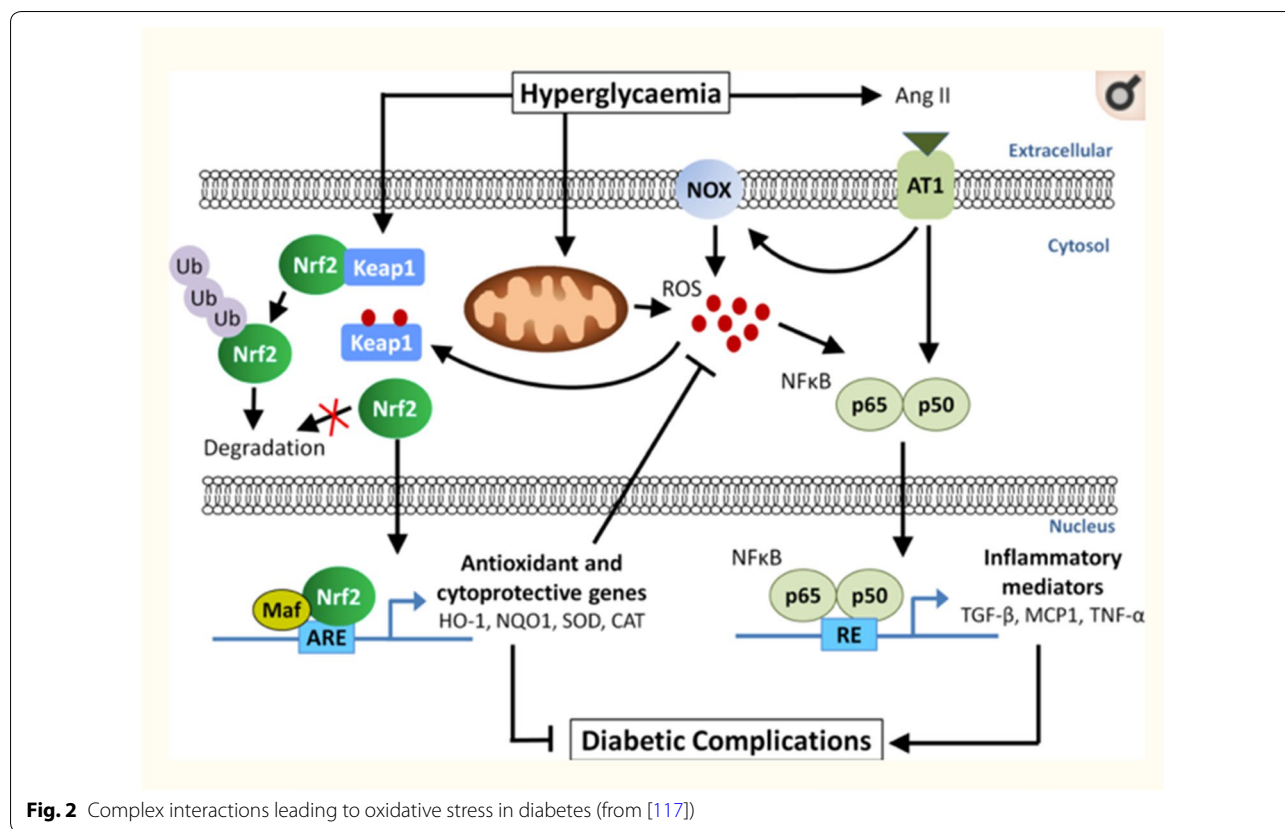 Hyperglycaemia
Ang II
Extracellular
NOX
AT1
Cytosol
Nrf2
Keap1
Ub
Ub
Ub
Nrf2
ROS
Keap1
NFκB
p65
p50
Nrf2
Degradation
Nucleus
Antioxidant and
cytoprotective genes
HO-1, NQO1, SOD, CAT
Maf
Nrf2
ARE
NFκB
p65
p50
RE
Inflammatory
mediators
TGF-β, MCP1, TNF-α
Diabetic Complications
Fig. 2 Complex interactions leading to oxidative stress in diabetes (from [117])